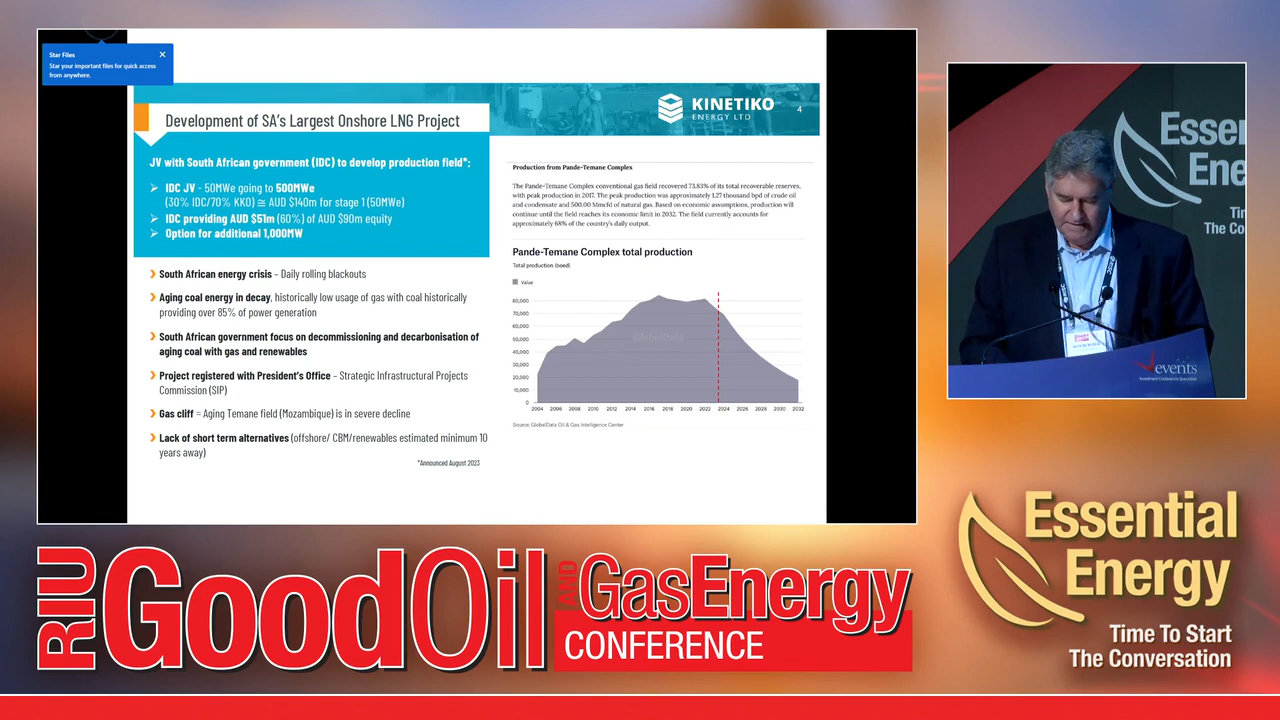 Star Files
Star your important files for quick access
from anywhere.
Development of SA's Largest Onshore LNG Project
KINETIKO
ENERGY LTD
4
JV with South African government (IDC) to develop production field*:
➢ IDC JV - 50MWe going to 500MWe
(30% IDC/70% KKO) ≅ AUD $140m for stage 1 (50MWe)
➢ IDC providing AUD $51m (60%) of AUD $90m equity
➢ Option for additional 1,000MW
South African energy crisis – Daily rolling blackouts
Aging coal energy in decay, historically low usage of gas with coal historically
providing over 85% of power generation
South African government focus on decommissioning and decarbonisation of
aging coal with gas and renewables
Project registered with President's Office – Strategic Infrastructural Projects
Commission (SIP)
Gas cliff = Aging Temane field (Mozambique) is in severe decline
Lack of short term alternatives (offshore/ CBM/renewables estimated minimum 10
years away)
*Announced August 2023
Production from Pande-Temane Complex
The Pande-Temane Complex conventional gas field recovered 73.83% of its total recoverable reserves,
with peak production in 2017. The peak production was approximately 1.27 thousand bpd of crude oil
and condensate and 500.00 Mmcfd of natural gas. Based on economic assumptions, production will
continue until the field reaches its economic limit in 2032. The field currently accounts for
approximately 68% of the country's daily output.
Pande-Temane Complex total production
Total production (boed)
Value
80,000
70,000
60,000
50,000
40,000
30,000
20,000
10,000
0
GlobalData
2004 2006 2008 2010 2012 2014 2016 2018 2020 2022 2024 2026 2028 2030 2032
Source: GlobalData Oil & Gas Intelligence Center
Esse
Ene
Tim
The Co
events
Investment Conference Specialists
RIU
GoodOil
AND
GasEnergy
CONFERENCE
Essential
Energy
Time To Start
The Conversation